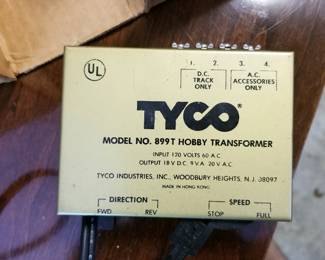 UL
1. 2. 3. 4.
D.C. TRACK ONLY
A.C. ACCESSORIES ONLY
TYCO®
MODEL NO. 899T HOBBY TRANSFORMER
INPUT 120 VOLTS 60 A.C.
OUTPUT 18 V D.C. 9 V.A. 20 V.A.C.
TYCO INDUSTRIES, INC., WOODBURY HEIGHTS, N.J. 08097
MADE IN HONG KONG
DIRECTION SPEED
FWD REV STOP FULL